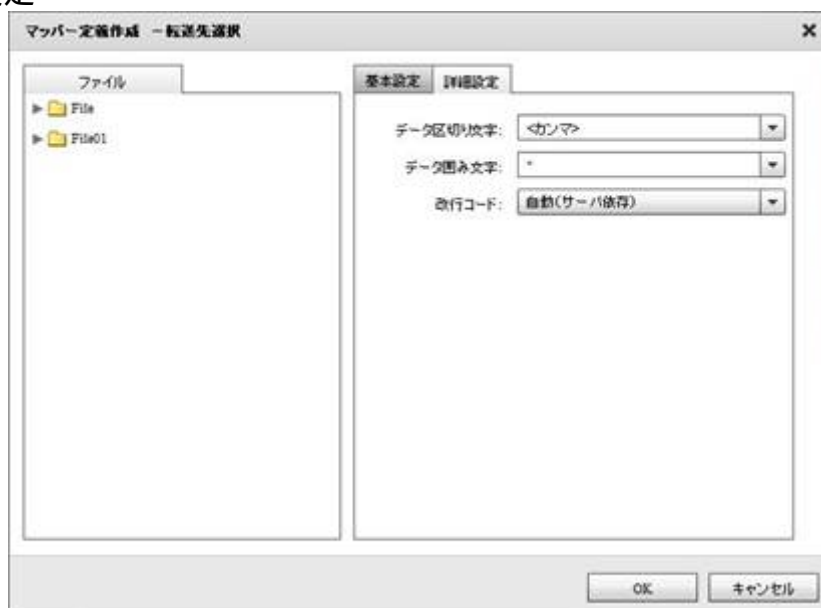 マッパー定義作成 －転送先選択
ファイル
File
File01
基本設定 詳細設定
データ区切り文字: <カンマ>
データ囲み文字: "
改行コード: 自動(サーバ依存)
OK キャンセル